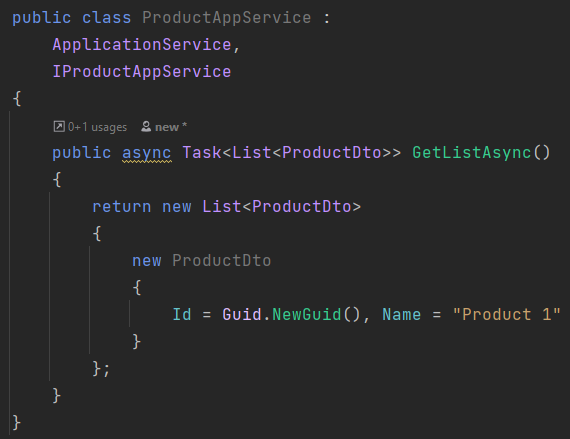 public class ProductAppService :
    ApplicationService,
    IProductAppService
{
    0+1 usages  new *
    public async Task<List<ProductDto>> GetListAsync()
    {
        return new List<ProductDto>
        {
            new ProductDto
            {
                Id = Guid.NewGuid(), Name = "Product 1"
            }
        };
    }
}